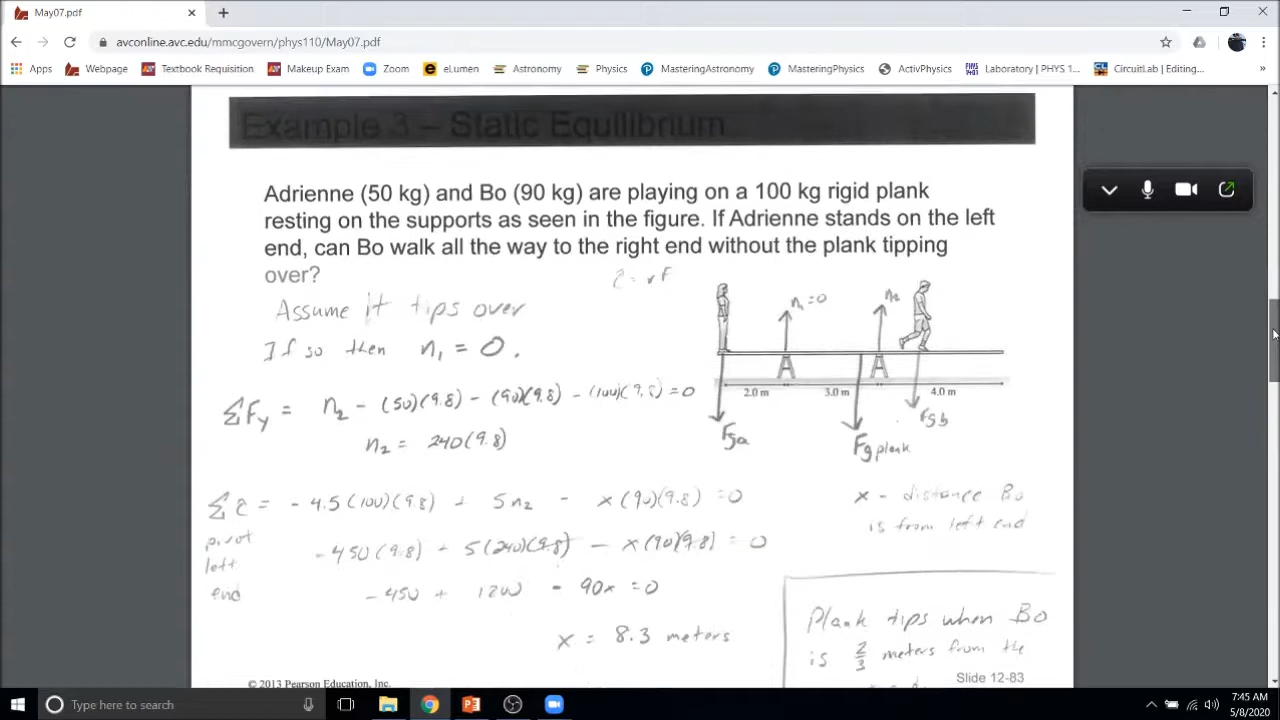 May07.pdf
avconline.avc.edu/mmcgovern/phys110/May07.pdf
Apps Webpage Textbook Requisition Makeup Exam Zoom eLumen Astronomy Physics MasteringAstronomy MasteringPhysics ActivPhysics Laboratory | PHYS 1... CircuitLab | Editing... »
Example 3 – Static Equilibrium
Adrienne (50 kg) and Bo (90 kg) are playing on a 100 kg rigid plank
resting on the supports as seen in the figure. If Adrienne stands on the left
end, can Bo walk all the way to the right end without the plank tipping
over?
τ = rF
Assume it tips over
If so then n₁ = 0.
n₁=0
n₂
2.0 m 3.0 m 4.0 m
Fga
Fg plank
Fgb
ΣFy = n₂ - (50)(9.8) - (90)(9.8) - (100)(9.8) = 0
n₂ = 240(9.8)
Στ = - 4.5(100)(9.8) + 5n₂ - x(90)(9.8) = 0
pivot
left
end
-450(9.8) + 5(240)(9.8) - x(90)(9.8) = 0
-450 + 1200 - 90x = 0
x = 8.3 meters
x - distance Bo
is from left end
Plank tips when Bo
is 2/3 meters from the
© 2013 Pearson Education, Inc.
Slide 12-83
Type here to search
7:45 AM
5/8/2020